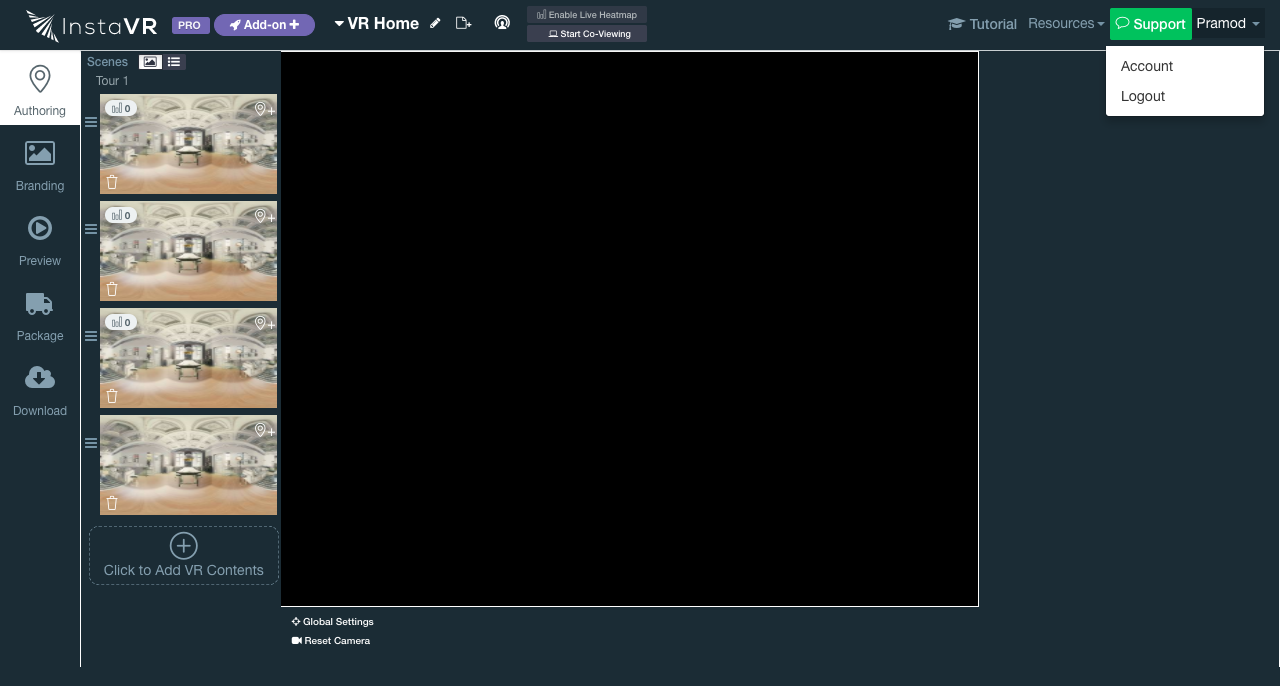 InstaVR
PRO
Add-on
VR Home
Enable Live Heatmap
Start Co-Viewing
Tutorial
Resources
Support
Pramod
Account
Logout
Authoring
Branding
Preview
Package
Download
Scenes
Tour 1
0
0
0
Click to Add VR Contents
Global Settings
Reset Camera